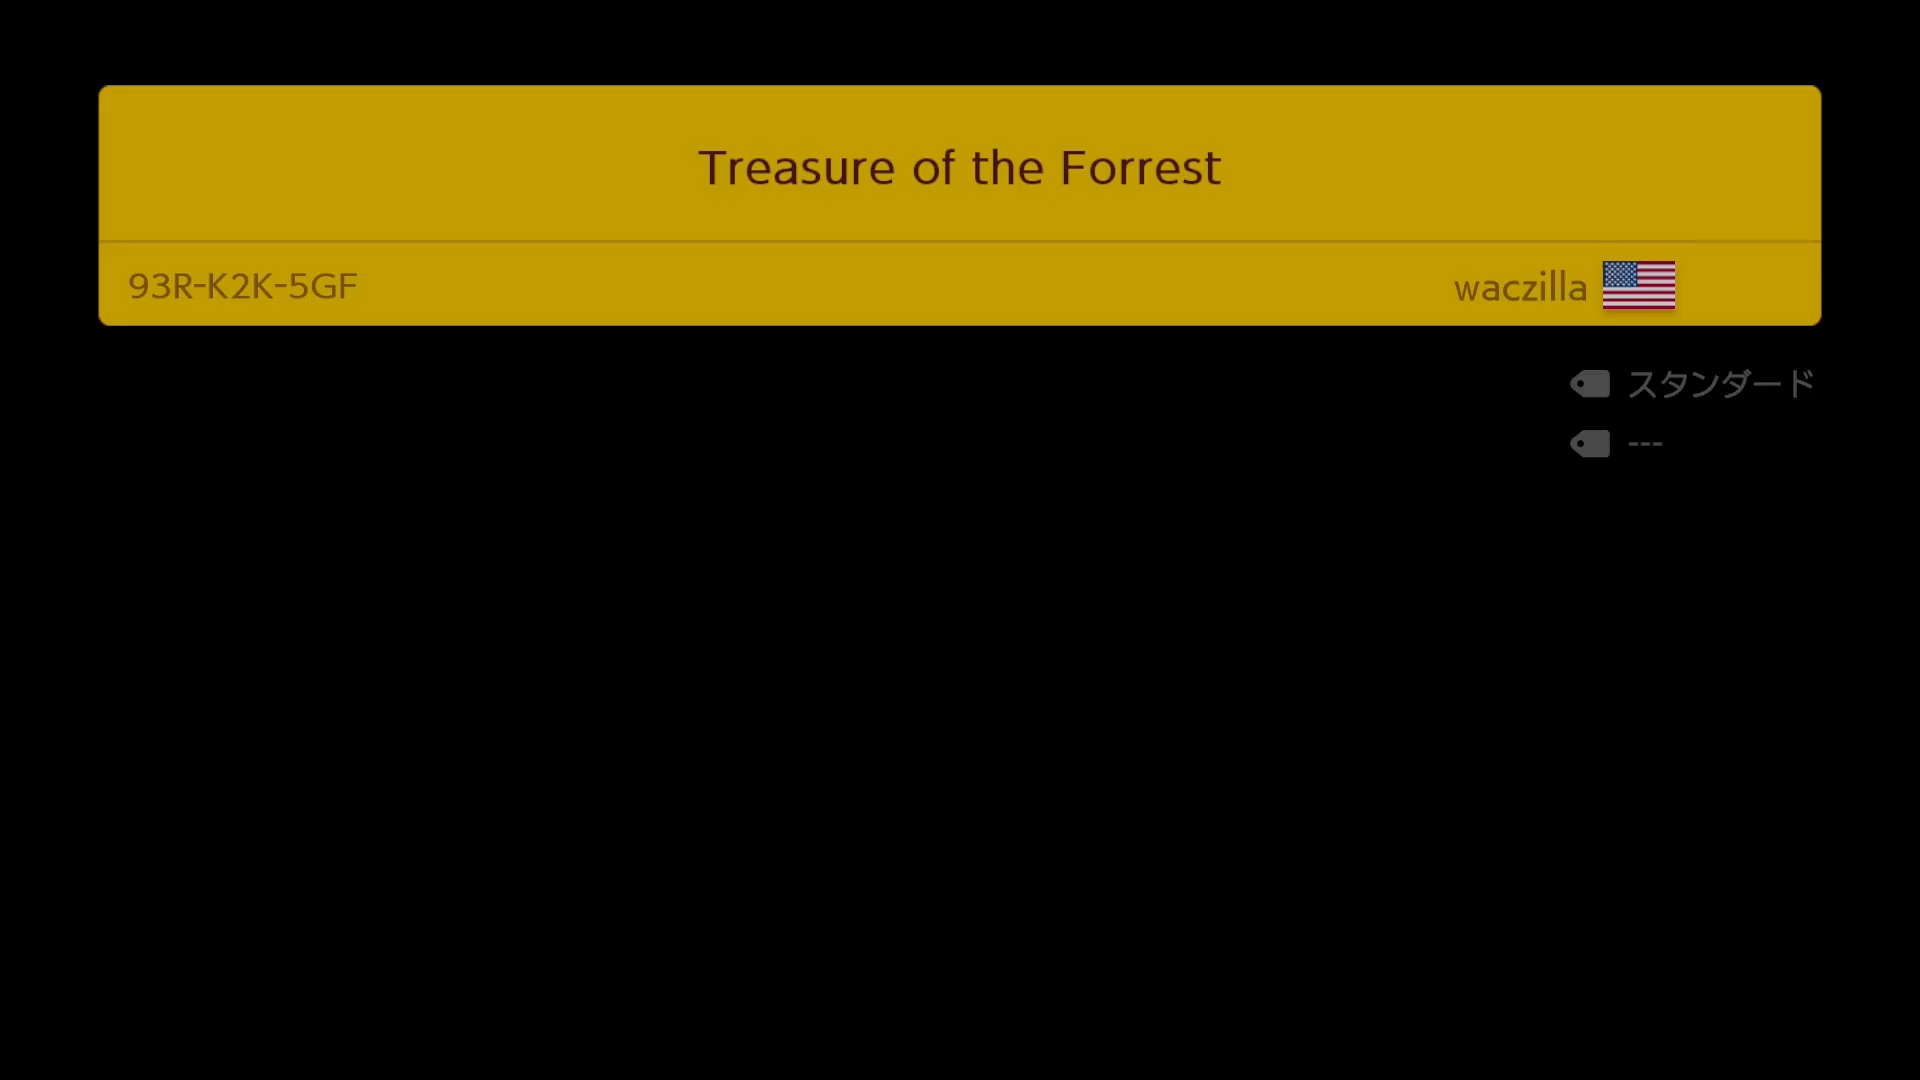 Treasure of the Forrest
93R-K2K-5GF
waczilla
スタンダード
---